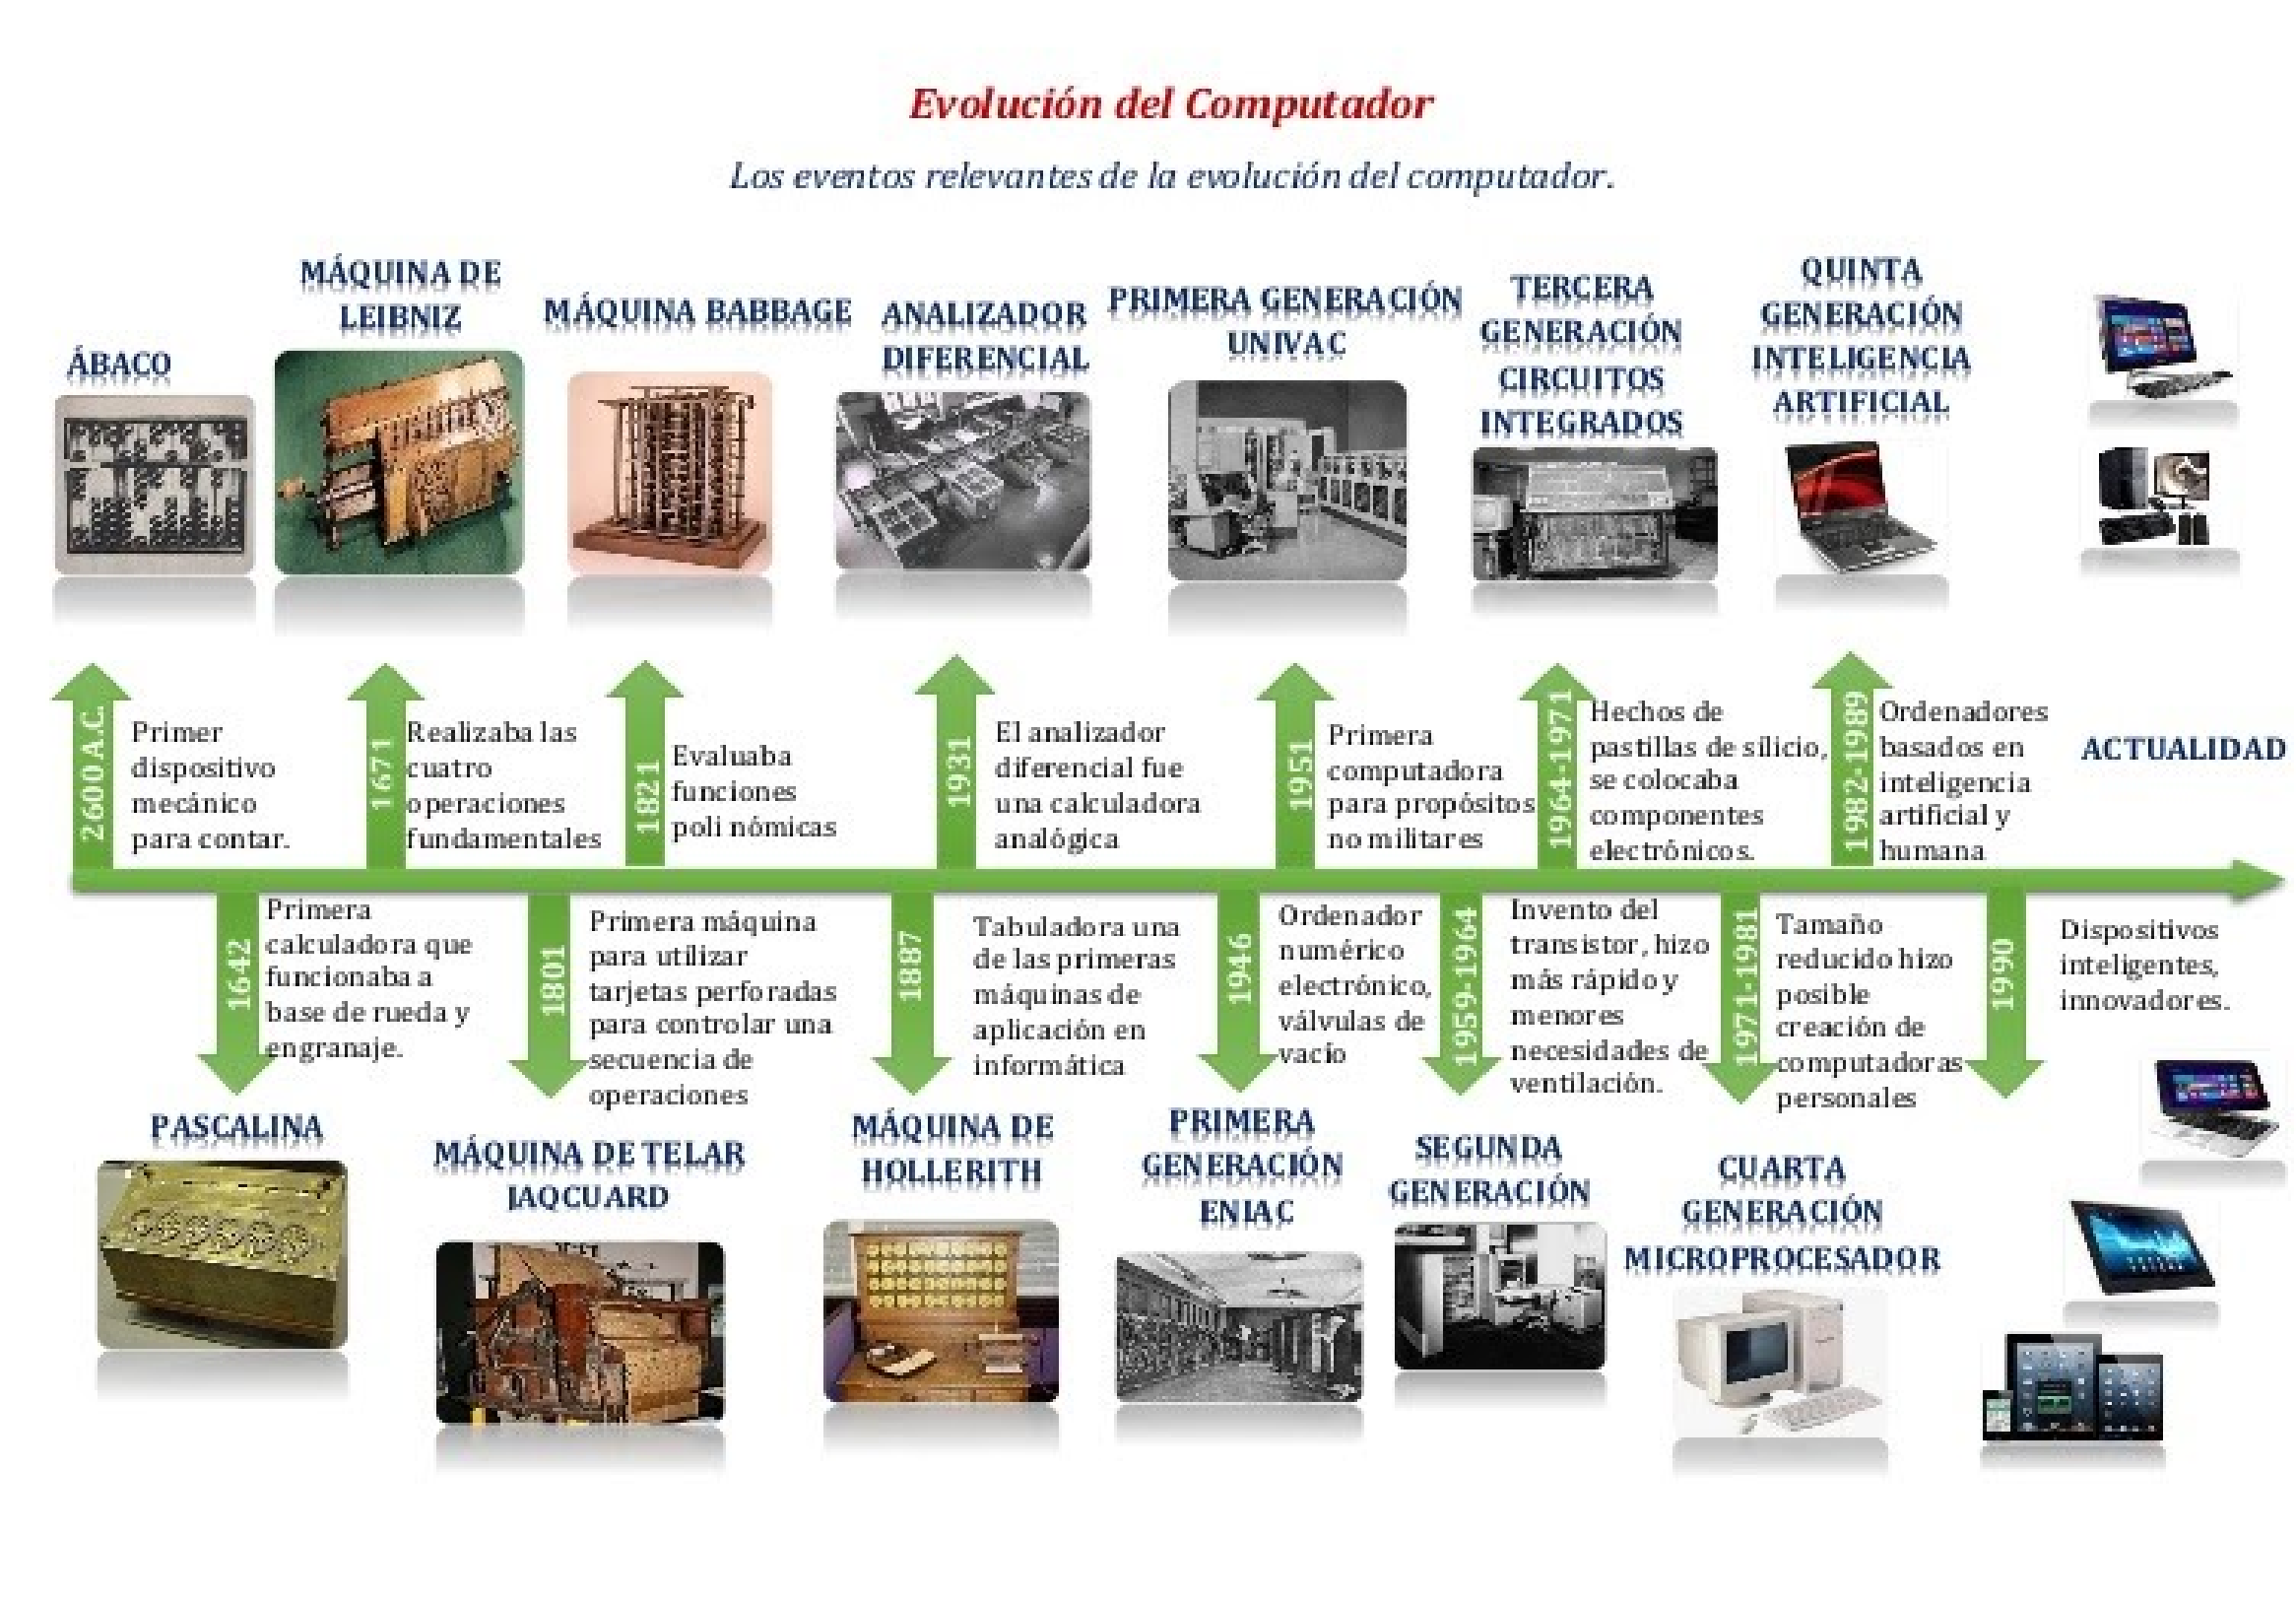 Evolución del Computador
Los eventos relevantes de la evolución del computador.
ÁBACO
MÁQUINA DE
LEIBNIZ
MÁQUINA BABBAGE
ANALIZADOR
DIFERENCIAL
PRIMERA GENERACIÓN
UNIVAC
TERCERA
GENERACIÓN
CIRCUITOS
INTEGRADOS
QUINTA
GENERACIÓN
INTELIGENCIA
ARTIFICIAL
2600 A.C.
Primer
dispositivo
mecánico
para contar.
1671
Realizaba las
cuatro
operaciones
fundamentales
1821
Evaluaba
funciones
poli nómicas
1931
El analizador
diferencial fue
una calculadora
analógica
1951
Primera
computadora
para propósitos
no militares
1964-1971
Hechos de
pastillas de silicio,
se colocaba
componentes
electrónicos.
1982-1989
Ordenadores
basados en
inteligencia
artificial y
humana
ACTUALIDAD
1642
Primera
calculadora que
funcionaba a
base de rueda y
engranaje.
1801
Primera máquina
para utilizar
tarjetas perforadas
para controlar una
secuencia de
operaciones
1887
Tabuladora una
de las primeras
máquinas de
aplicación en
informática
1946
Ordenador
numérico
electrónico,
válvulas de
vacío
1959-1964
Invento del
transistor, hizo
más rápido y
menores
necesidades de
ventilación.
1971-1981
Tamaño
reducido hizo
posible
creación de
computadoras
personales
1990
Dispositivos
inteligentes,
innovadores.
PASCALINA
MÁQUINA DE TELAR
JAQCUARD
MÁQUINA DE
HOLLERITH
PRIMERA
GENERACIÓN
ENIAC
SEGUNDA
GENERACIÓN
CUARTA
GENERACIÓN
MICROPROCESADOR